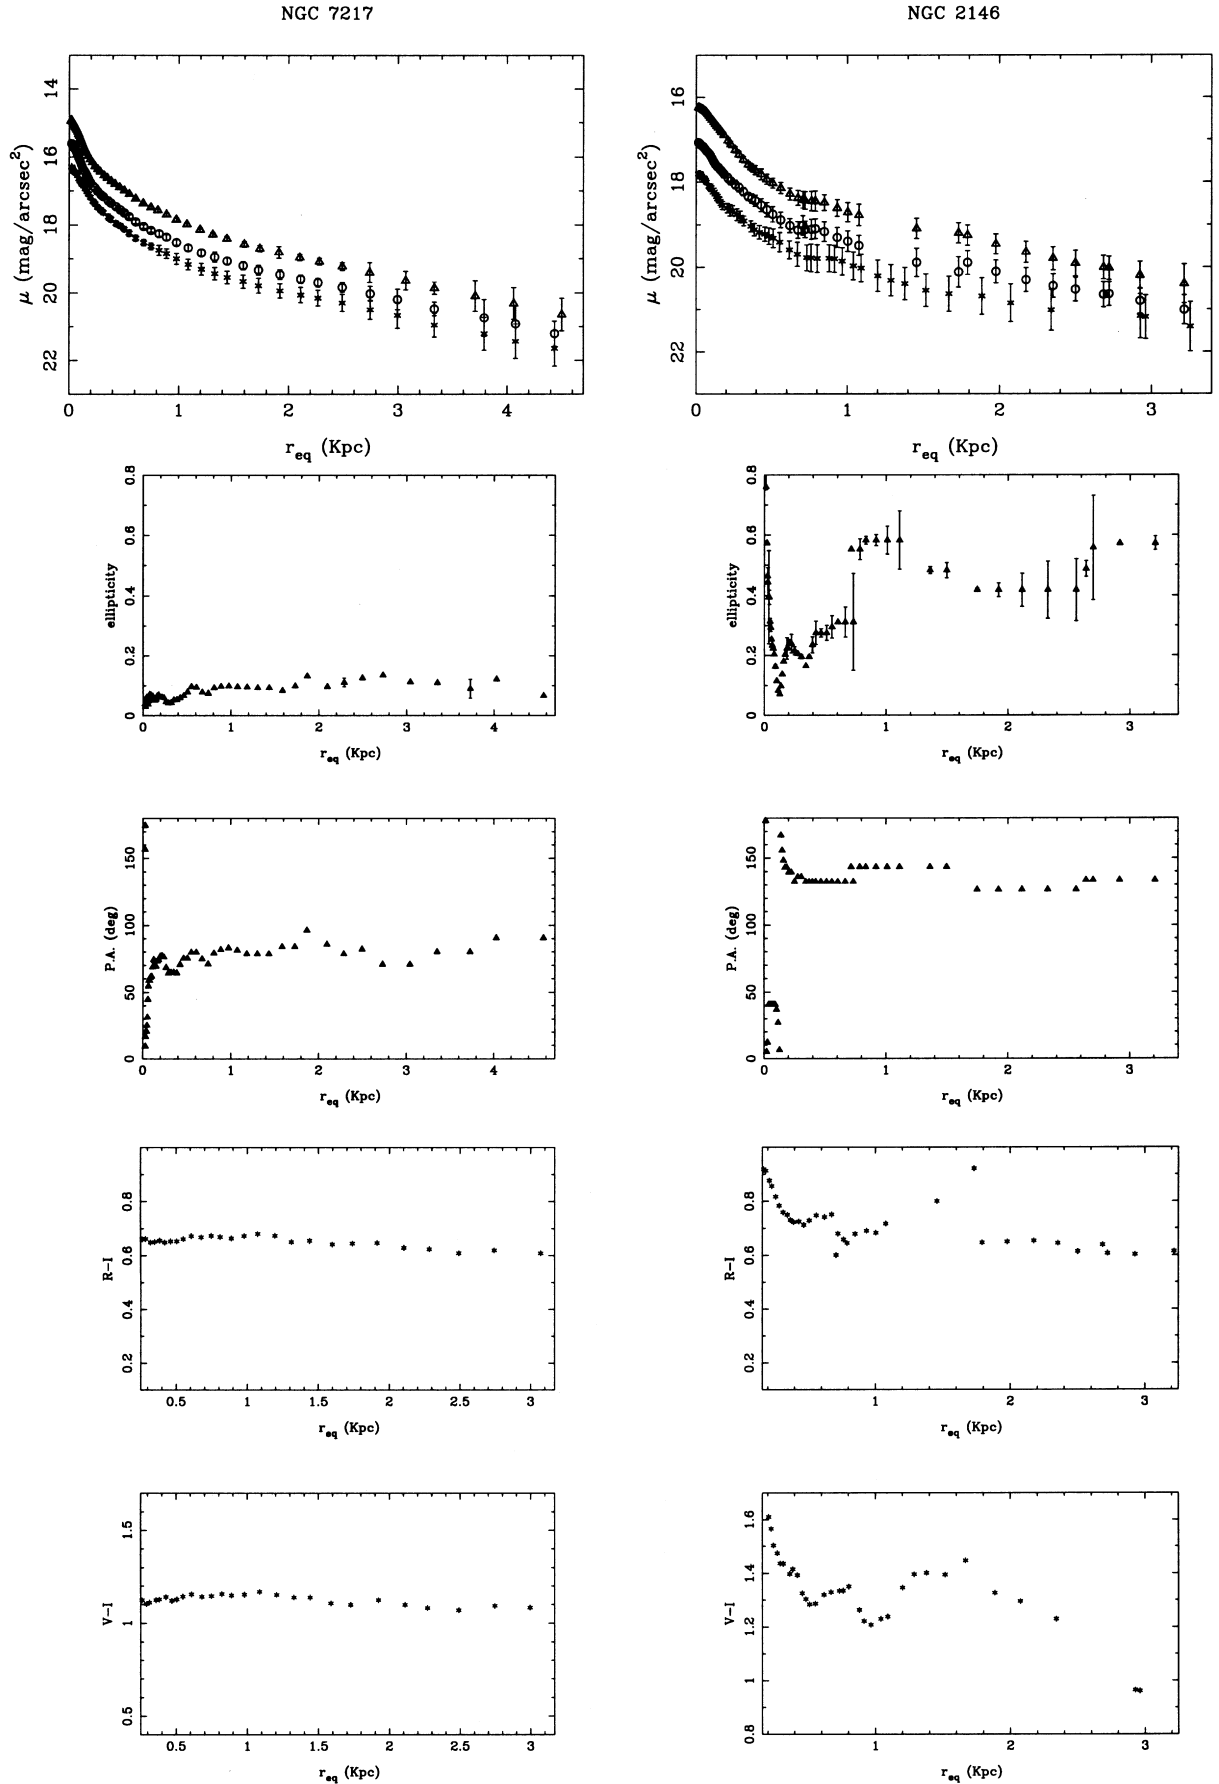 NGC 7217
μ (mag/arcsec²)
14
16
18
20
22
0 1 2 3 4
r_eq (Kpc)
ellipticity
0.8
0.6
0.4
0.2
0
0 1 2 3 4
r_eq (Kpc)
P.A. (deg)
150
100
50
0
0 1 2 3 4
r_eq (Kpc)
R-I
0.8
0.6
0.4
0.2
0.5 1 1.5 2 2.5 3
r_eq (Kpc)
V-I
1.5
1
0.5
0.5 1 1.5 2 2.5 3
r_eq (Kpc)
NGC 2146
μ (mag/arcsec²)
16
18
20
22
0 1 2 3
r_eq (Kpc)
ellipticity
0.8
0.6
0.4
0.2
0
0 1 2 3
r_eq (Kpc)
P.A. (deg)
150
100
50
0
0 1 2 3
r_eq (Kpc)
R-I
0.8
0.6
0.4
0.2
1 2 3
r_eq (Kpc)
V-I
1.6
1.4
1.2
1
0.8
1 2 3
r_eq (Kpc)